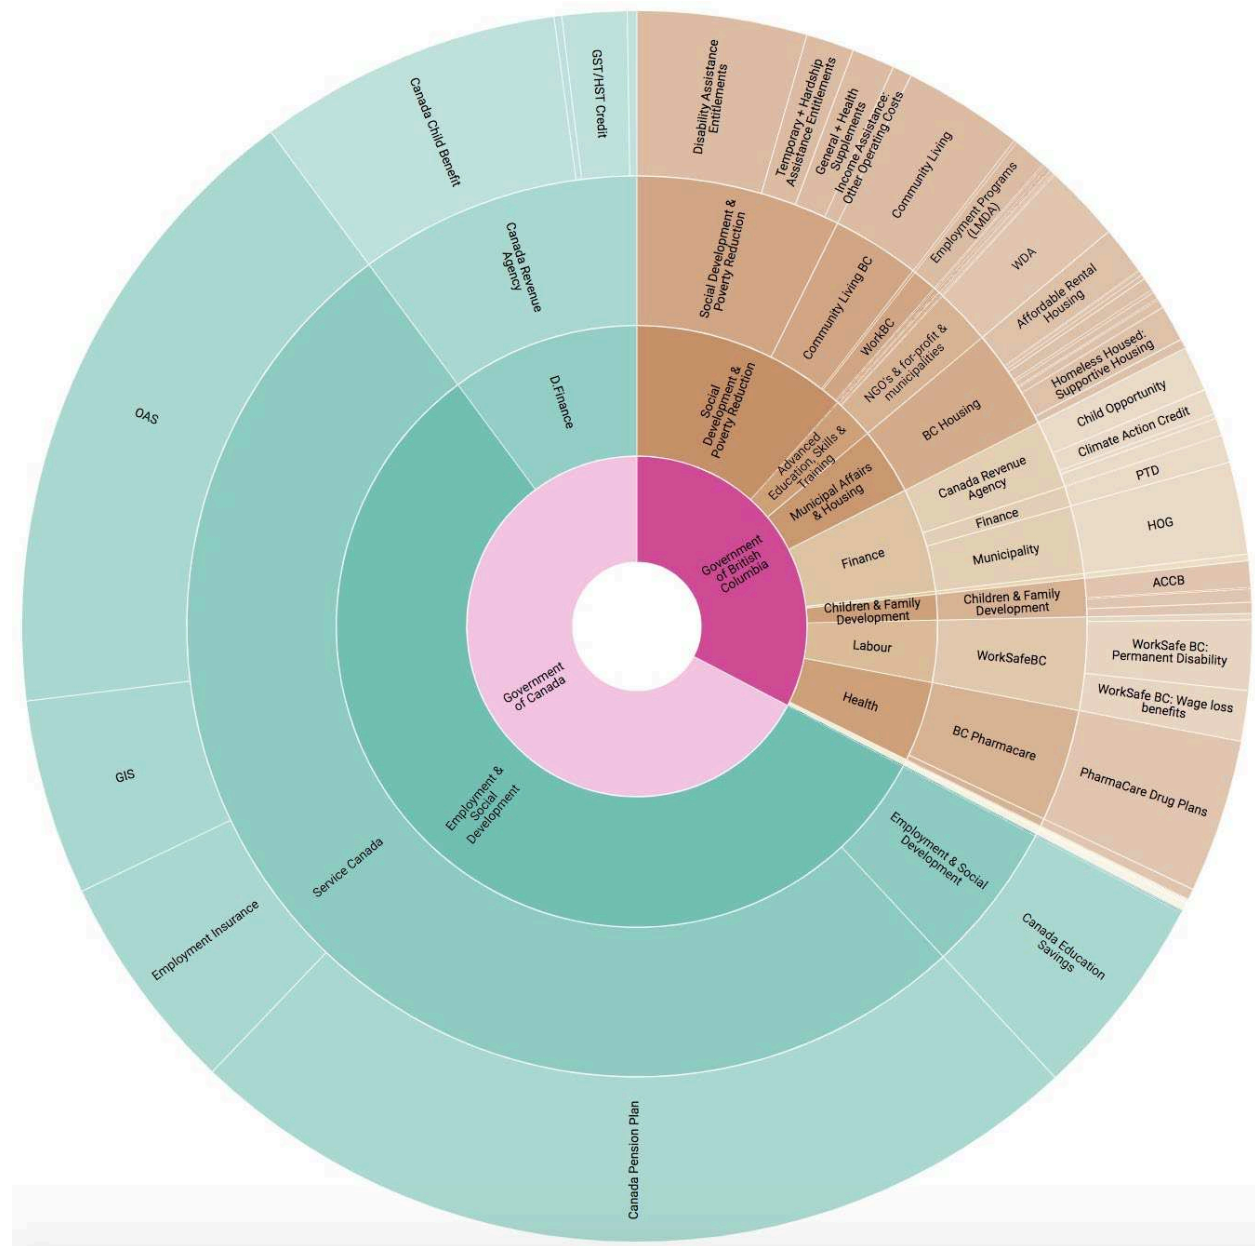 Government
of British
Columbia
Government
of Canada
Social
Development &
Poverty Reduction
Advanced
Education, Skills &
Training
Municipal Affairs
& Housing
Finance
Children & Family
Development
Labour
Health
Employment &
Social
Development
D.Finance
Social Development &
Poverty Reduction
Community Living BC
WorkBC
NGO's & for-profit &
municipalities
BC Housing
Canada Revenue
Agency
Finance
Municipality
Children & Family
Development
WorkSafeBC
BC Pharmacare
Employment & Social
Development
Service Canada
Canada Revenue
Agency
Disability Assistance
Entitlements
Temporary + Hardship
Assistance Entitlements
General + Health
Supplements
Income Assistance:
Other Operating Costs
Community Living
Employment Programs
(LMDA)
WDA
Affordable Rental
Housing
Homeless Housed:
Supportive Housing
Child Opportunity
Climate Action Credit
PTD
HOG
ACCB
WorkSafe BC:
Permanent Disability
WorkSafe BC: Wage loss
benefits
PharmaCare Drug Plans
Canada Education
Savings
Canada Pension Plan
Employment Insurance
GIS
OAS
Canada Child Benefit
GST/HST Credit